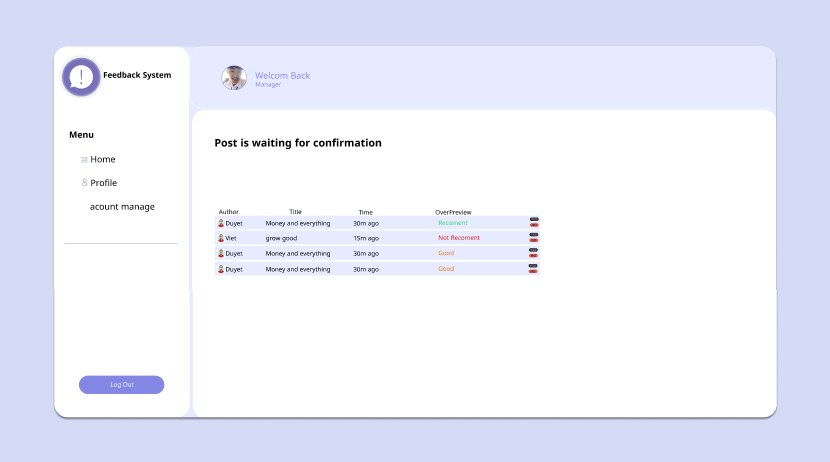 Feedback System
Welcom Back
Manager
Menu
Home
Profile
acount manage
Log Out
Post is waiting for confirmation
Author Title Time OverPreview
Duyet Money and everything 30m ago Recoment
Viet grow good 15m ago Not Recoment
Duyet Money and everything 30m ago Good
Duyet Money and everything 30m ago Good